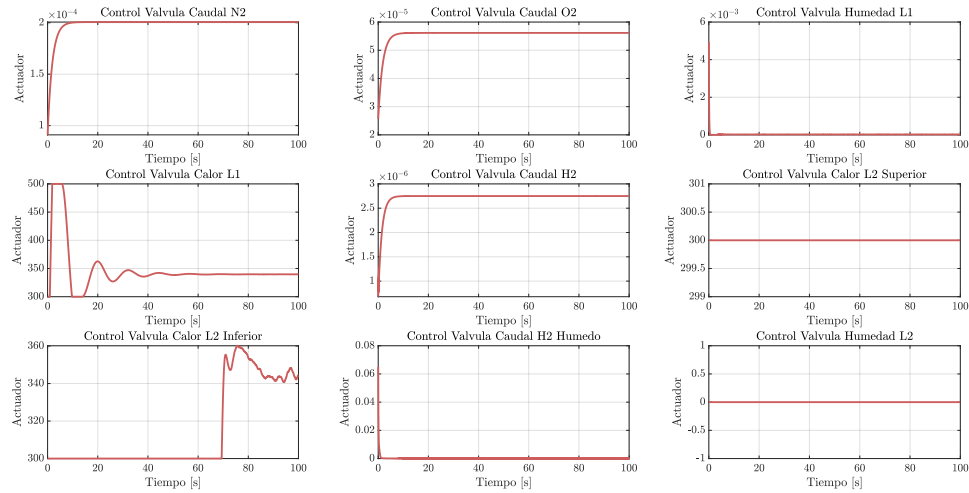 Control Valvula Caudal N2
×10⁻⁴
2
1.5
1
Actuador
0 20 40 60 80 100
Tiempo [s]
Control Valvula Caudal O2
×10⁻⁵
6
5
4
3
2
Actuador
0 20 40 60 80 100
Tiempo [s]
Control Valvula Humedad L1
×10⁻³
6
4
2
0
Actuador
0 20 40 60 80 100
Tiempo [s]
Control Valvula Calor L1
500
450
400
350
300
Actuador
0 20 40 60 80 100
Tiempo [s]
Control Valvula Caudal H2
×10⁻⁶
3
2.5
2
1.5
1
Actuador
0 20 40 60 80 100
Tiempo [s]
Control Valvula Calor L2 Superior
301
300.5
300
299.5
299
Actuador
0 20 40 60 80 100
Tiempo [s]
Control Valvula Calor L2 Inferior
360
340
320
300
Actuador
0 20 40 60 80 100
Tiempo [s]
Control Valvula Caudal H2 Humedo
0.08
0.06
0.04
0.02
0
Actuador
0 20 40 60 80 100
Tiempo [s]
Control Valvula Humedad L2
1
0.5
0
-0.5
-1
Actuador
0 20 40 60 80 100
Tiempo [s]